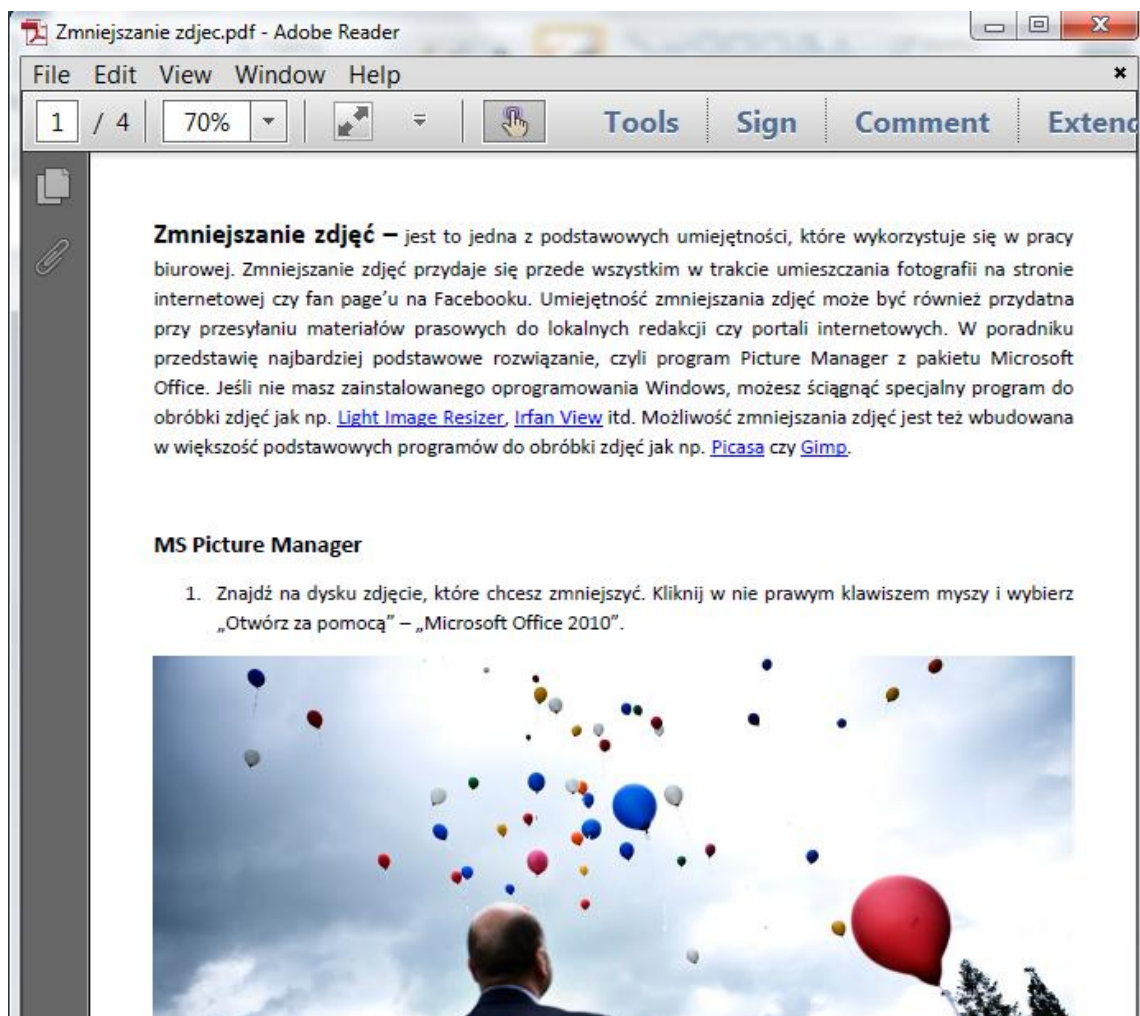 Zmniejszanie zdjec.pdf - Adobe Reader
File Edit View Window Help
1 / 4 70% Tools Sign Comment Extend
Zmniejszanie zdjęć – jest to jedna z podstawowych umiejętności, które wykorzystuje się w pracy
biurowej. Zmniejszanie zdjęć przydaje się przede wszystkim w trakcie umieszczania fotografii na stronie
internetowej czy fan page’u na Facebooku. Umiejętność zmniejszania zdjęć może być również przydatna
przy przesyłaniu materiałów prasowych do lokalnych redakcji czy portali internetowych. W poradniku
przedstawię najbardziej podstawowe rozwiązanie, czyli program Picture Manager z pakietu Microsoft
Office. Jeśli nie masz zainstalowanego oprogramowania Windows, możesz ściągnąć specjalny program do
obróbki zdjęć jak np. Light Image Resizer, Irfan View itd. Możliwość zmniejszania zdjęć jest też wbudowana
w większość podstawowych programów do obróbki zdjęć jak np. Picasa czy Gimp.
MS Picture Manager
1. Znajdź na dysku zdjęcie, które chcesz zmniejszyć. Kliknij w nie prawym klawiszem myszy i wybierz
„Otwórz za pomocą” – „Microsoft Office 2010”.